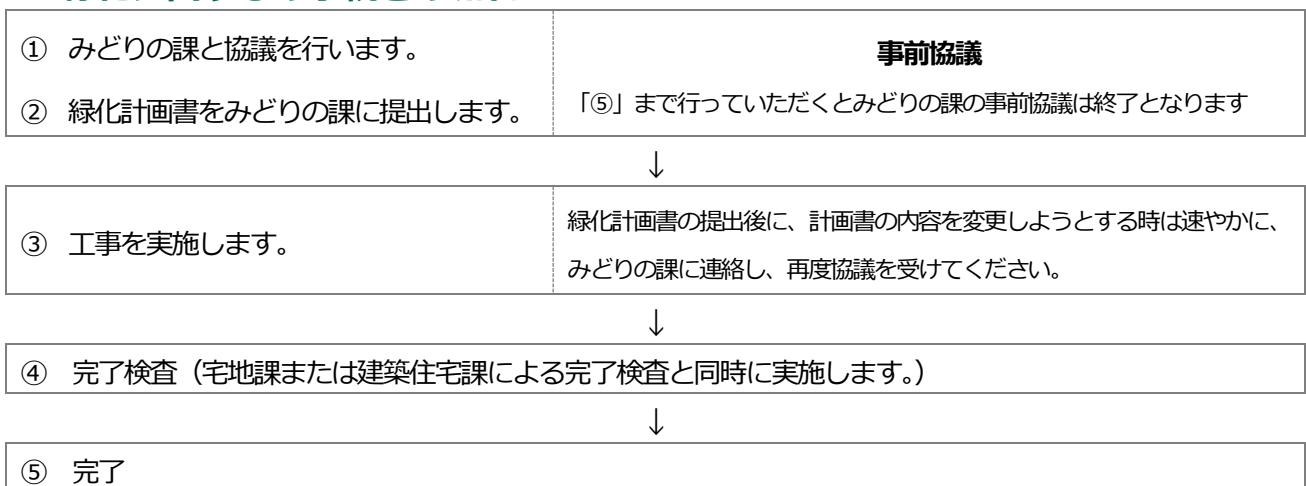 ① みどりの課と協議を行います。
② 緑化計画書をみどりの課に提出します。
事前協議
「⑤」まで行っていただくとみどりの課の事前協議は終了となります
↓
③ 工事を実施します。
緑化計画書の提出後に、計画書の内容を変更しようとする時は速やかに、
みどりの課に連絡し、再度協議を受けてください。
↓
④ 完了検査（宅地課または建築住宅課による完了検査と同時に実施します。）
↓
⑤ 完了